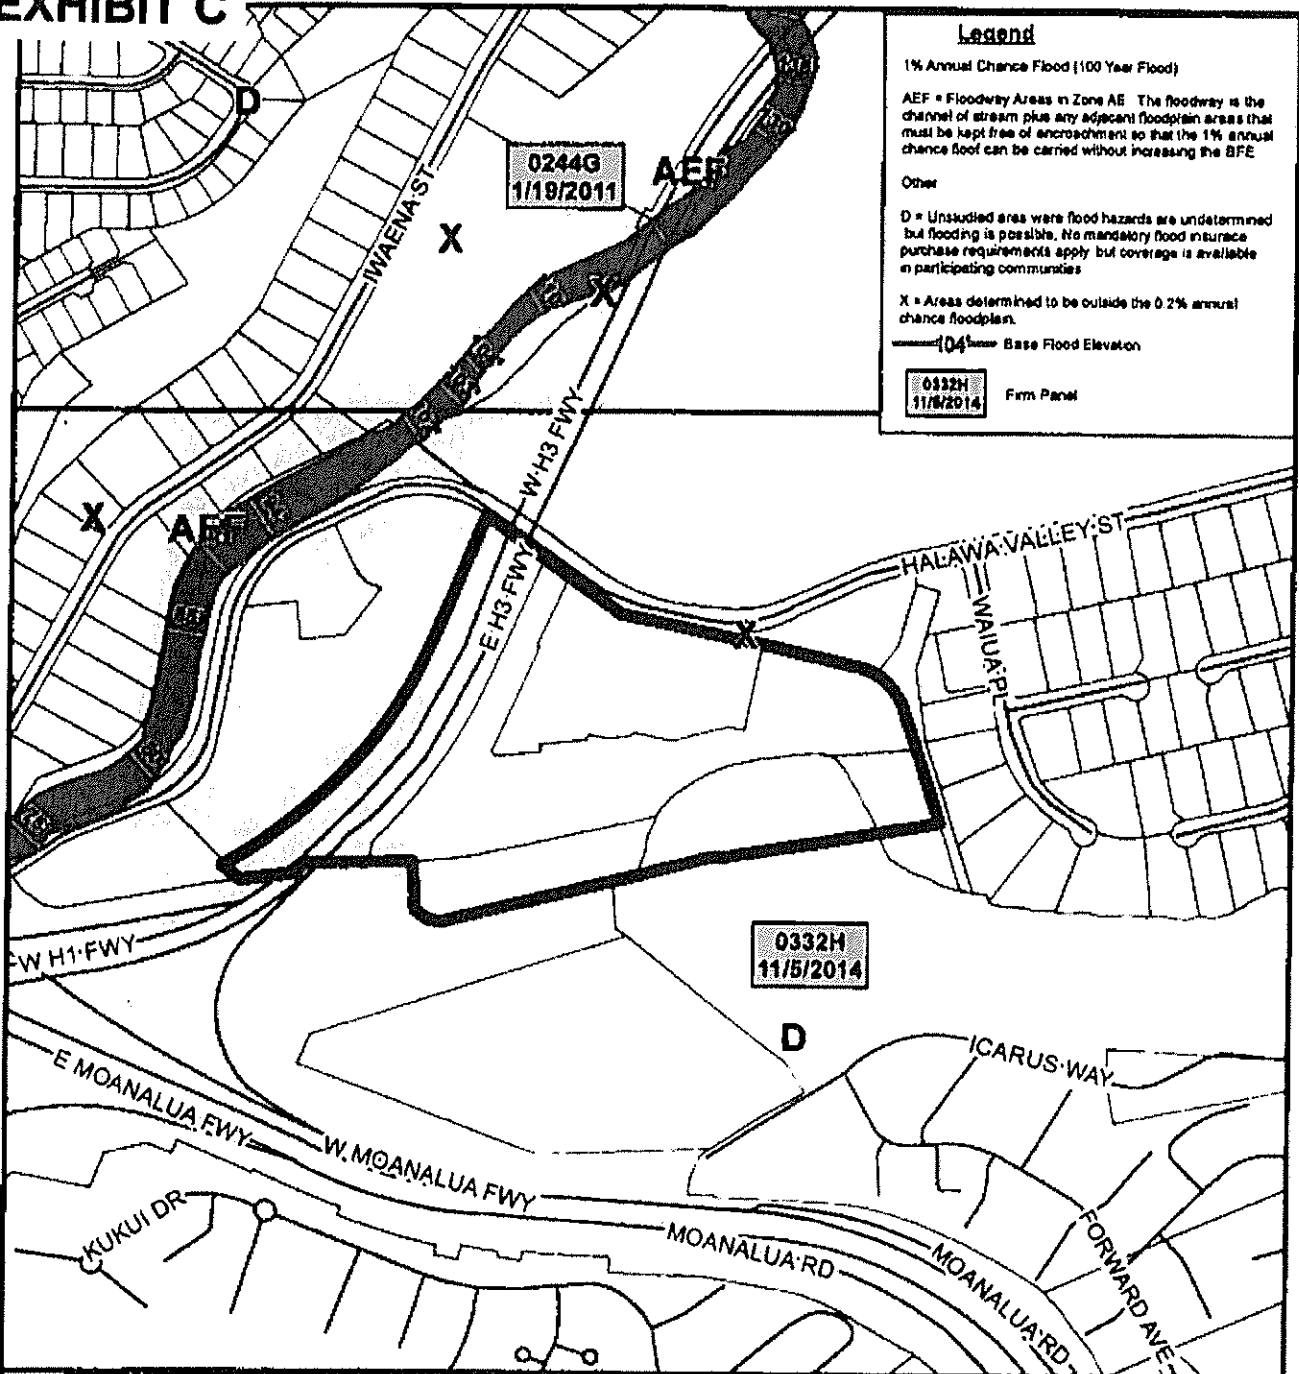 EXHIBIT C
Legend
1% Annual Chance Flood (100 Year Flood)
AEF = Floodway Areas in Zone AE The floodway is the
channel of stream plus any adjacent floodplain areas that
must be kept free of encroachment so that the 1% annual
chance floof can be carried without increasing the BFE
Other
D = Unstudied area were flood hazards are undetermined
but flooding is possible. No mandatory flood insurace
purchase requirements apply but coverage is available
in participating communities
X = Areas determined to be outside the 0.2% annual
chance floodplain.
104 Base Flood Elevation
0332H
11/5/2014
Firm Panel
D
0244G
1/19/2011
AEF
IWAENA ST
X
X
W H3 FWY
X
AEF
E H3 FWY
HALAWA VALLEY ST
WAIUA PL
X
W H1 FWY
0332H
11/5/2014
D
ICARUS WAY
E MOANALUA FWY
W MOANALUA FWY
KUKUI DR
MOANALUA RD
MOANALUA RD
FORWARD AVE